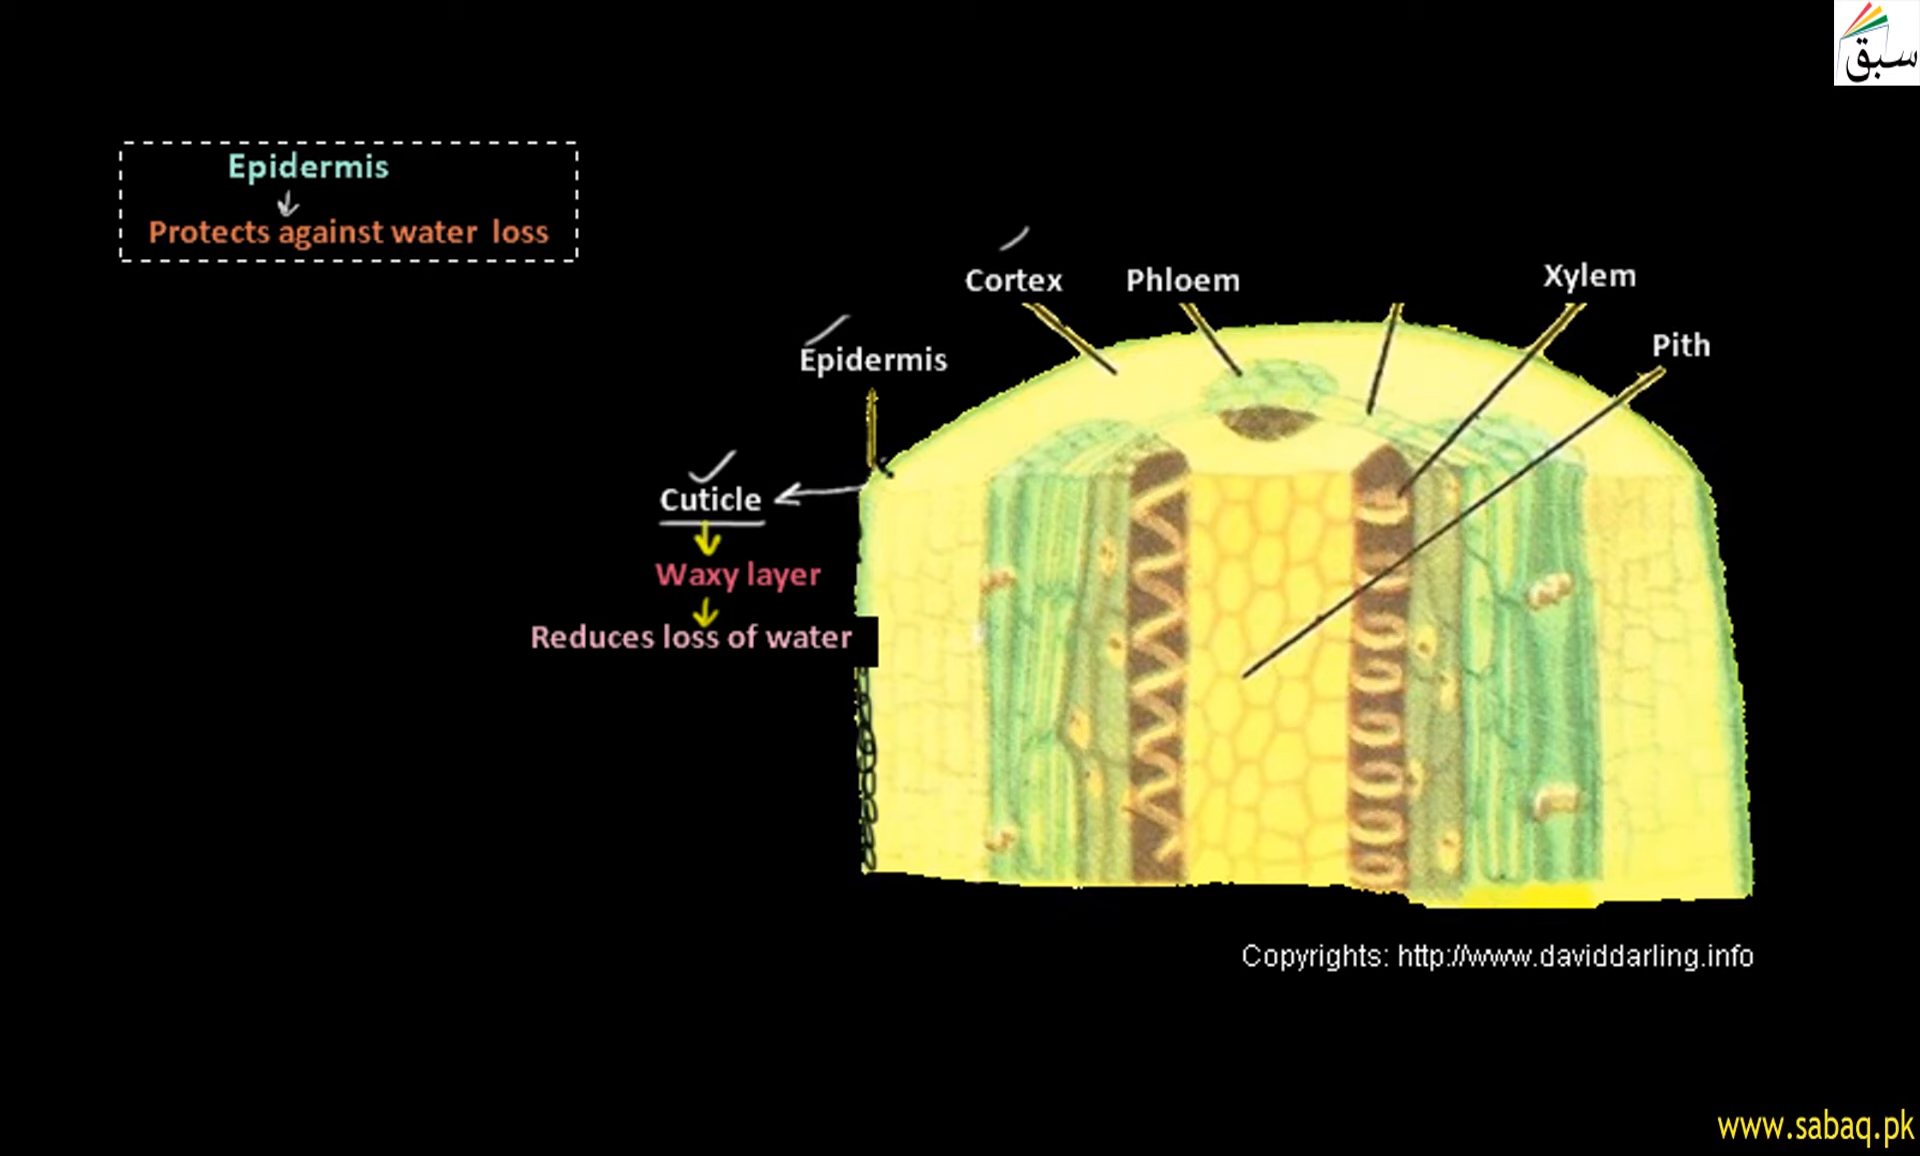 سبق
Epidermis
Protects against water loss
Cortex
Phloem
Xylem
Pith
Epidermis
Cuticle
Waxy layer
Reduces loss of water
Copyrights: http://www.daviddarling.info
www.sabaq.pk